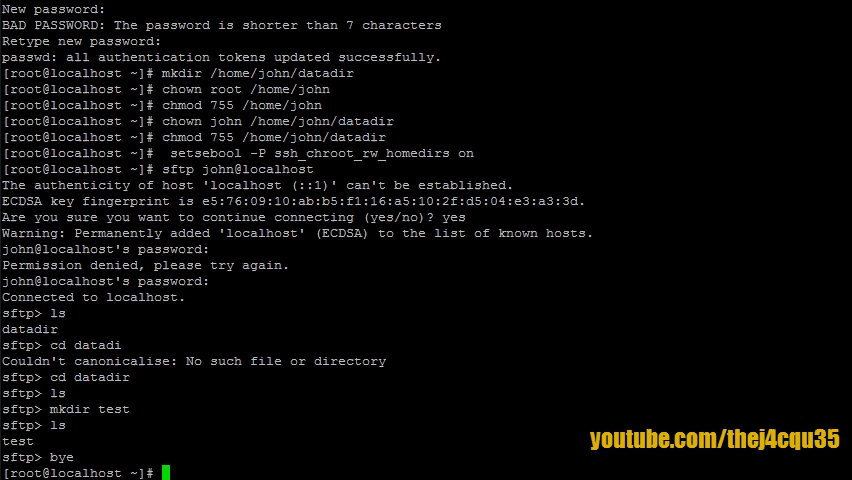 New password:
BAD PASSWORD: The password is shorter than 7 characters
Retype new password:
passwd: all authentication tokens updated successfully.
[root@localhost ~]# mkdir /home/john/datadir
[root@localhost ~]# chown root /home/john
[root@localhost ~]# chmod 755 /home/john
[root@localhost ~]# chown john /home/john/datadir
[root@localhost ~]# chmod 755 /home/john/datadir
[root@localhost ~]#  setsebool -P ssh_chroot_rw_homedirs on
[root@localhost ~]# sftp john@localhost
The authenticity of host 'localhost (::1)' can't be established.
ECDSA key fingerprint is e5:76:09:10:ab:b5:f1:16:a5:10:2f:d5:04:e3:a3:3d.
Are you sure you want to continue connecting (yes/no)? yes
Warning: Permanently added 'localhost' (ECDSA) to the list of known hosts.
john@localhost's password:
Permission denied, please try again.
john@localhost's password:
Connected to localhost.
sftp> ls
datadir
sftp> cd datadi
Couldn't canonicalise: No such file or directory
sftp> cd datadir
sftp> ls
sftp> mkdir test
sftp> ls
test
sftp> bye
[root@localhost ~]#
youtube.com/thej4cqu35